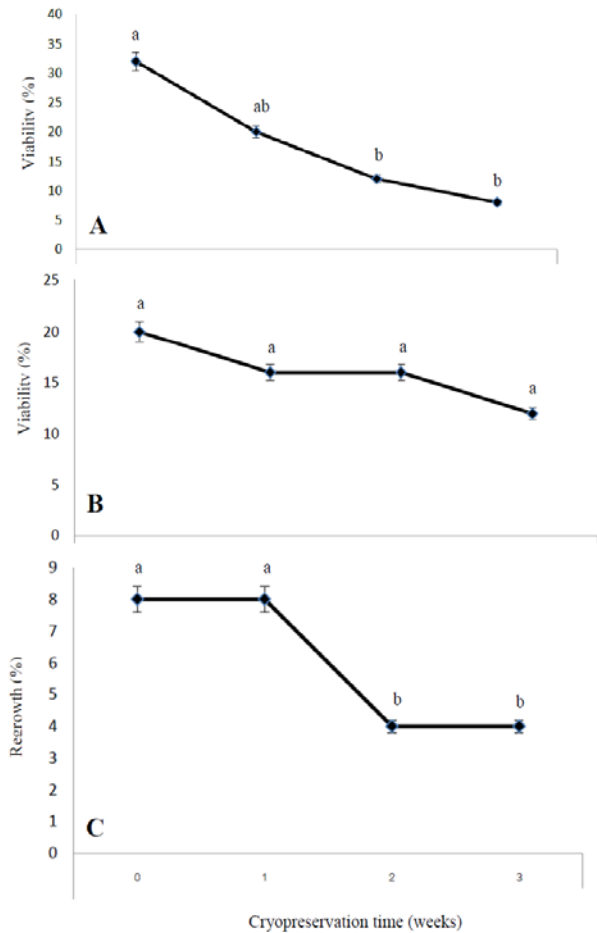 40
a
35
30
25
ab
20
b
15
b
10
5
A
0
Viability (%)
25
a
20
a
a
15
a
10
5
B
0
Viability (%)
9
a
a
8
7
6
5
b
b
4
3
2
1
C
0
Regrowth (%)
0 1 2 3
Cryopreservation time (weeks)